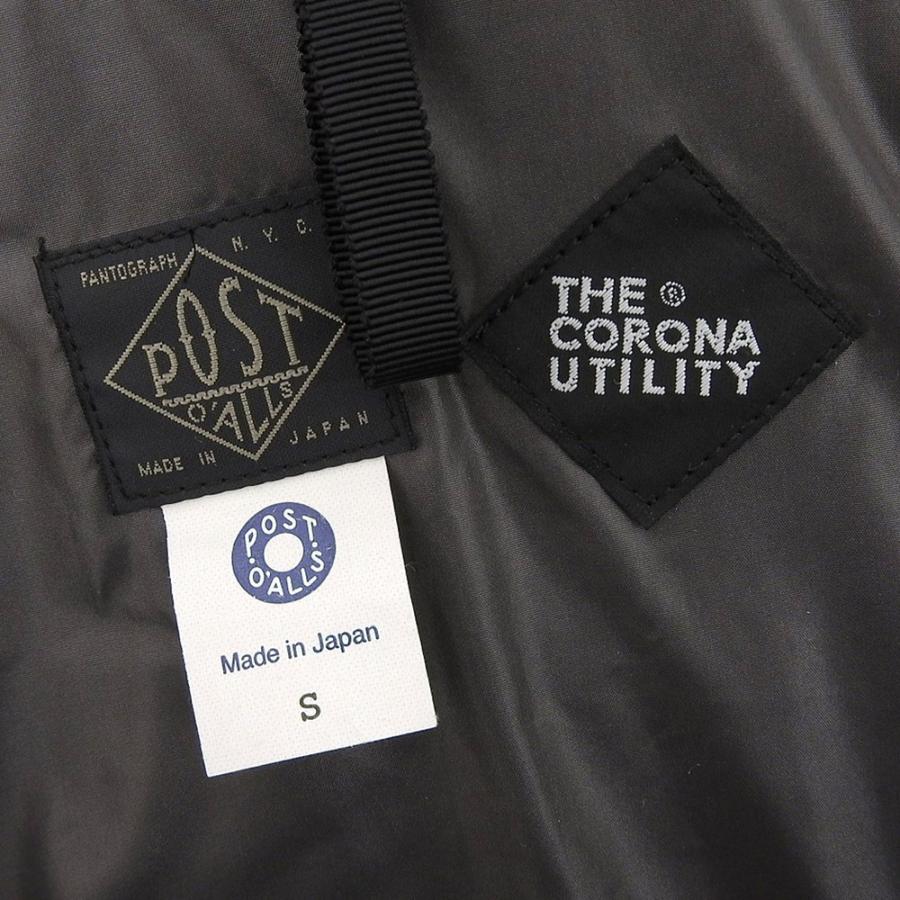 PANTOGRAPH N. Y. C.
POST
O'ALLS
MADE IN JAPAN
THE ®
CORONA
UTILITY
POST
O'ALLS
Made in Japan
S